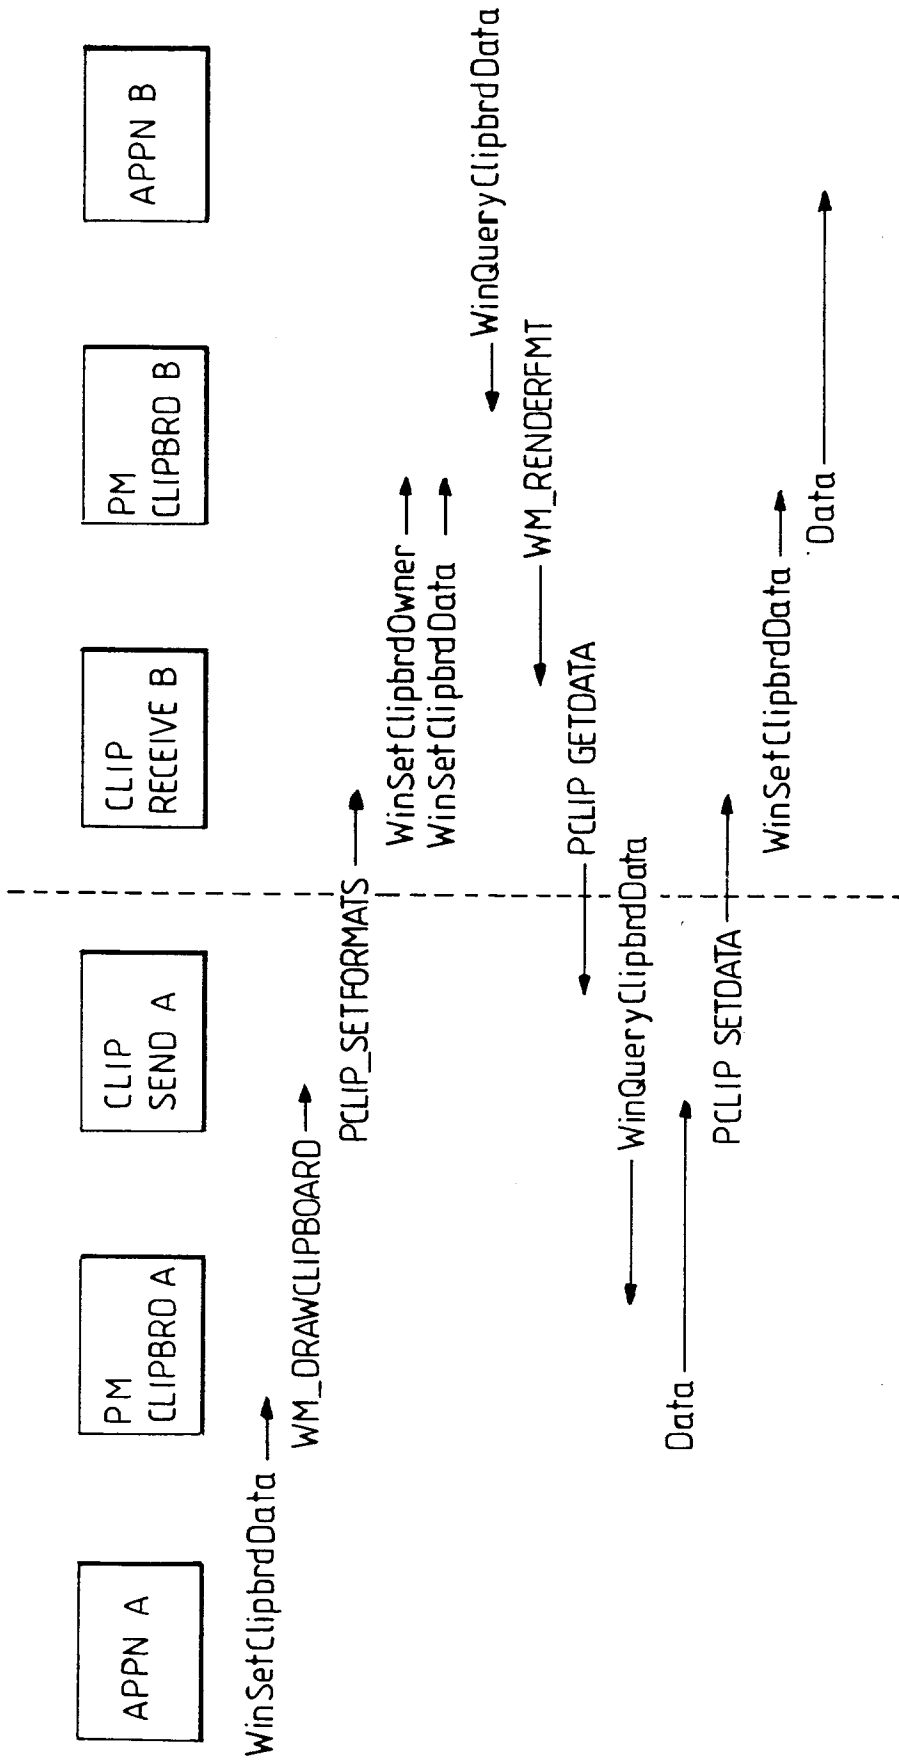 APPN A
PM
CLIPBRD A
CLIP
SEND A
CLIP
RECEIVE B
PM
CLIPBRD B
APPN B
WinSetClipbrdData
WM_DRAWCLIPBOARD
PCLIP_SETFORMATS
WinSetClipbrdOwner
WinSetClipbrdData
WinQueryClipbrdData
WM_RENDERFMT
PCLIP GETDATA
WinQueryClipbrdData
Data
PCLIP SETDATA
WinSetClipbrdData
Data